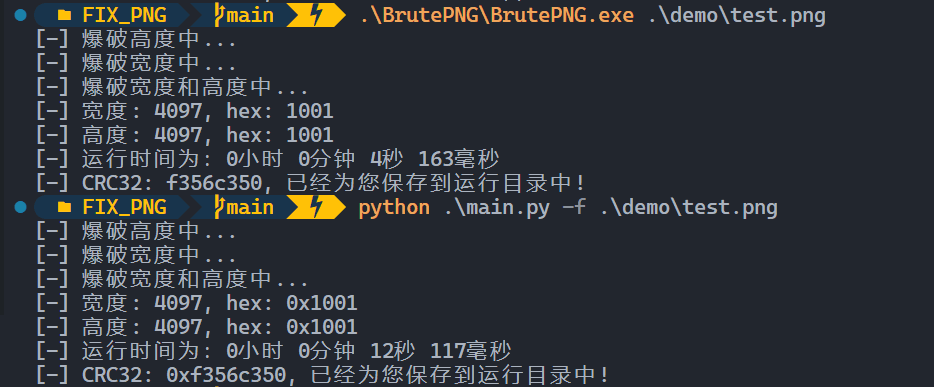 FIX_PNG main .\BrutePNG\BrutePNG.exe .\demo\test.png
[-] 爆破高度中...
[-] 爆破宽度中...
[-] 爆破宽度和高度中...
[-] 宽度: 4097, hex: 1001
[-] 高度: 4097, hex: 1001
[-] 运行时间为: 0小时 0分钟 4秒 163毫秒
[-] CRC32: f356c350, 已经为您保存到运行目录中!
FIX_PNG main python .\main.py -f .\demo\test.png
[-] 爆破高度中...
[-] 爆破宽度中...
[-] 爆破宽度和高度中...
[-] 宽度: 4097, hex: 0x1001
[-] 高度: 4097, hex: 0x1001
[-] 运行时间为: 0小时 0分钟 12秒 117毫秒
[-] CRC32: 0xf356c350, 已经为您保存到运行目录中!